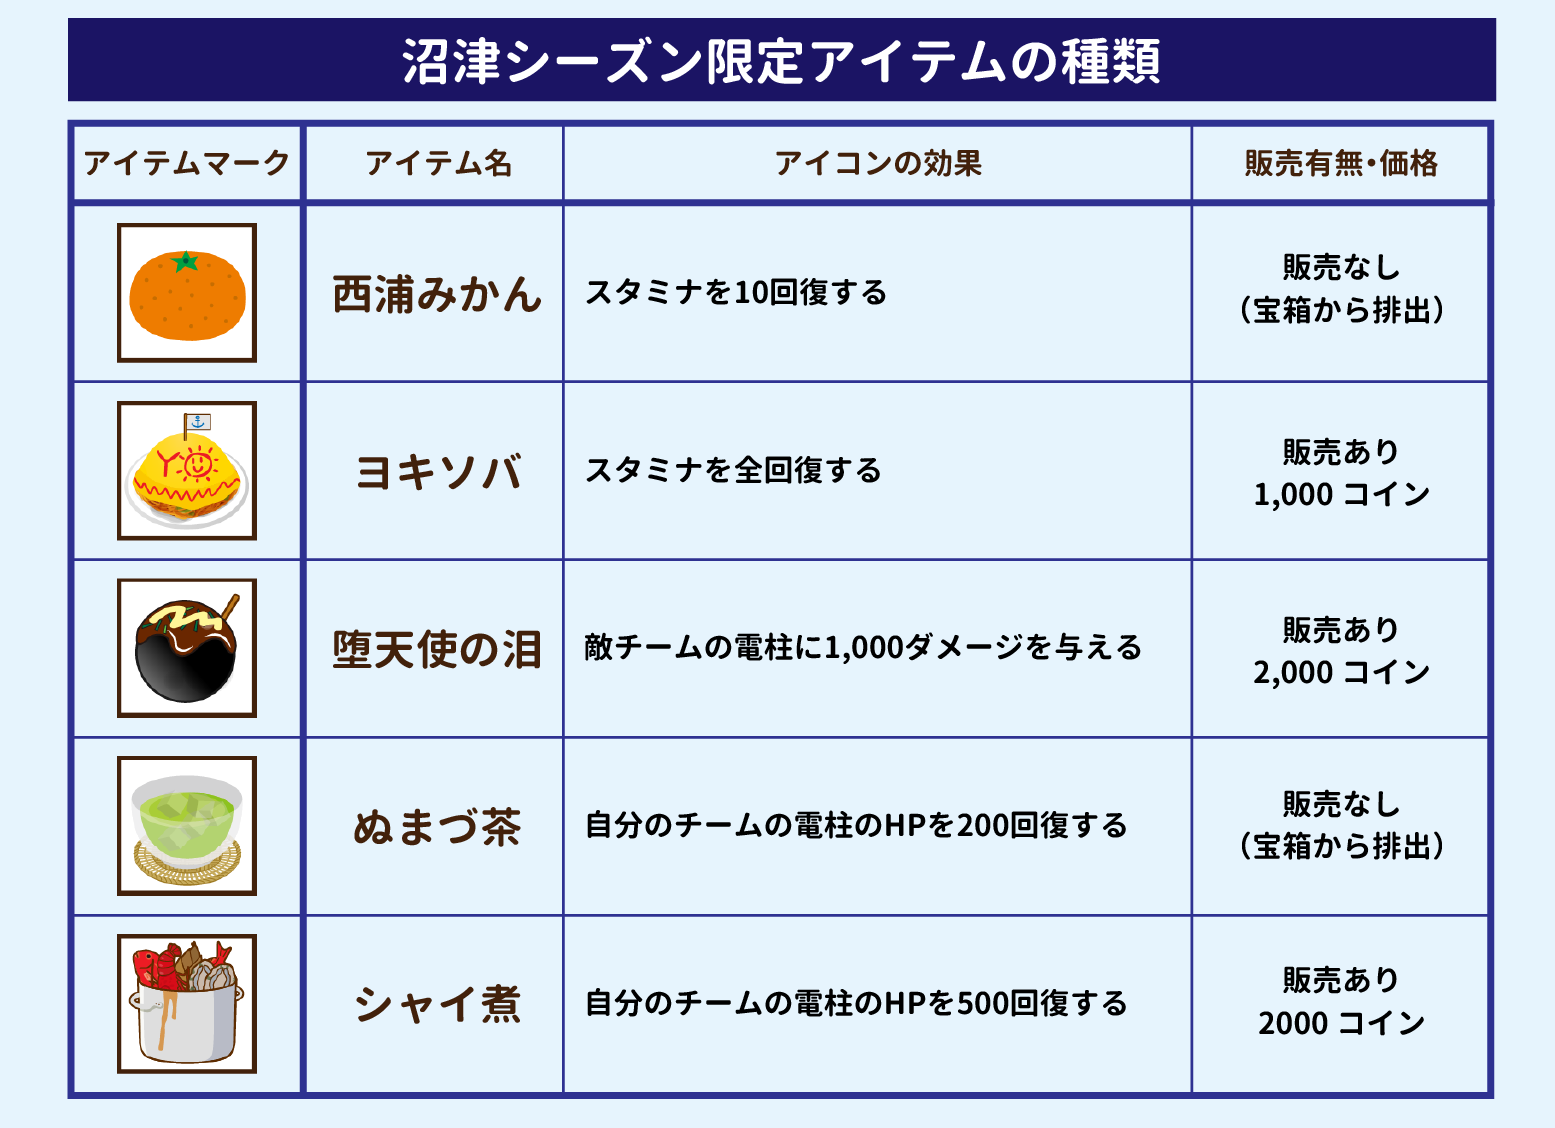 沼津シーズン限定アイテムの種類
アイテムマーク
アイテム名
アイコンの効果
販売有無・価格
西浦みかん
スタミナを10回復する
販売なし
（宝箱から排出）
YO
ヨキソバ
スタミナを全回復する
販売あり
1,000 コイン
堕天使の泪
敵チームの電柱に1,000ダメージを与える
販売あり
2,000 コイン
ぬまづ茶
自分のチームの電柱のHPを200回復する
販売なし
（宝箱から排出）
シャイ煮
自分のチームの電柱のHPを500回復する
販売あり
2000 コイン